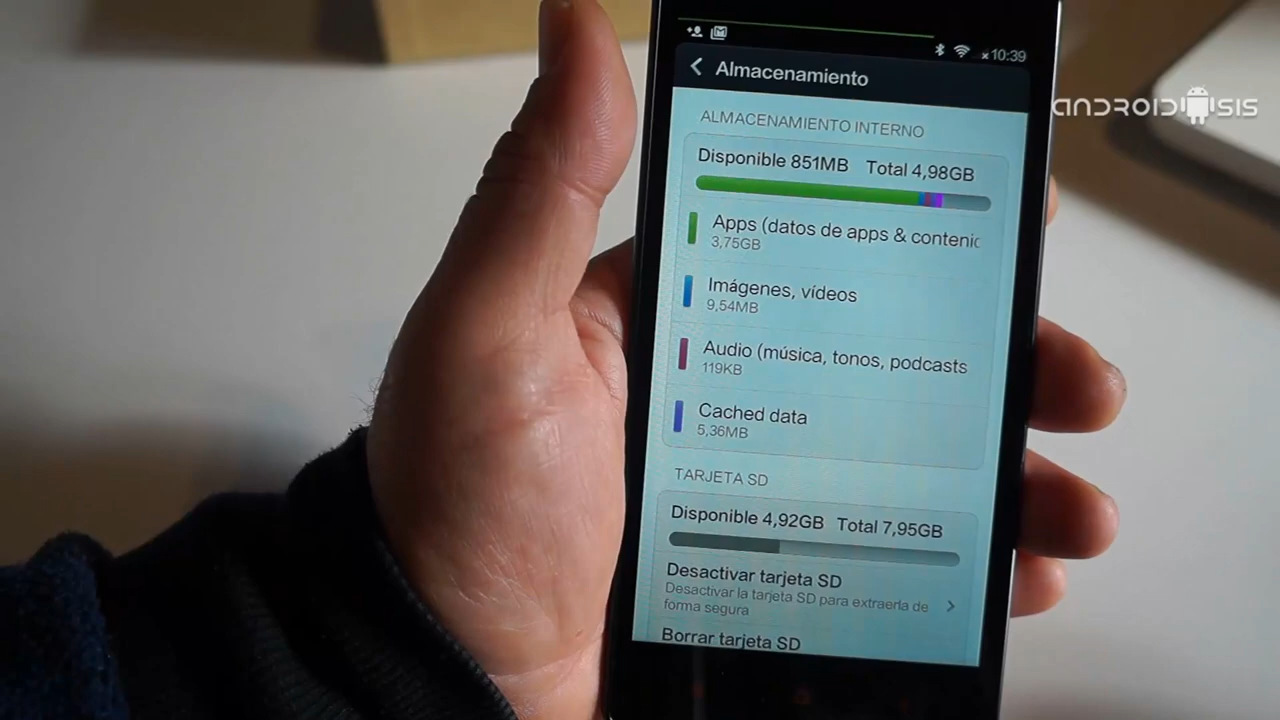 10:39
Almacenamiento
ANDROIDSIS
ALMACENAMIENTO INTERNO
Disponible 851MB Total 4,98GB
Apps (datos de apps & contenic
3,75GB
Imágenes, vídeos
9,54MB
Audio (música, tonos, podcasts
119KB
Cached data
5,36MB
TARJETA SD
Disponible 4,92GB Total 7,95GB
Desactivar tarjeta SD
Desactivar la tarjeta SD para extraerla de
forma segura
Borrar tarjeta SD